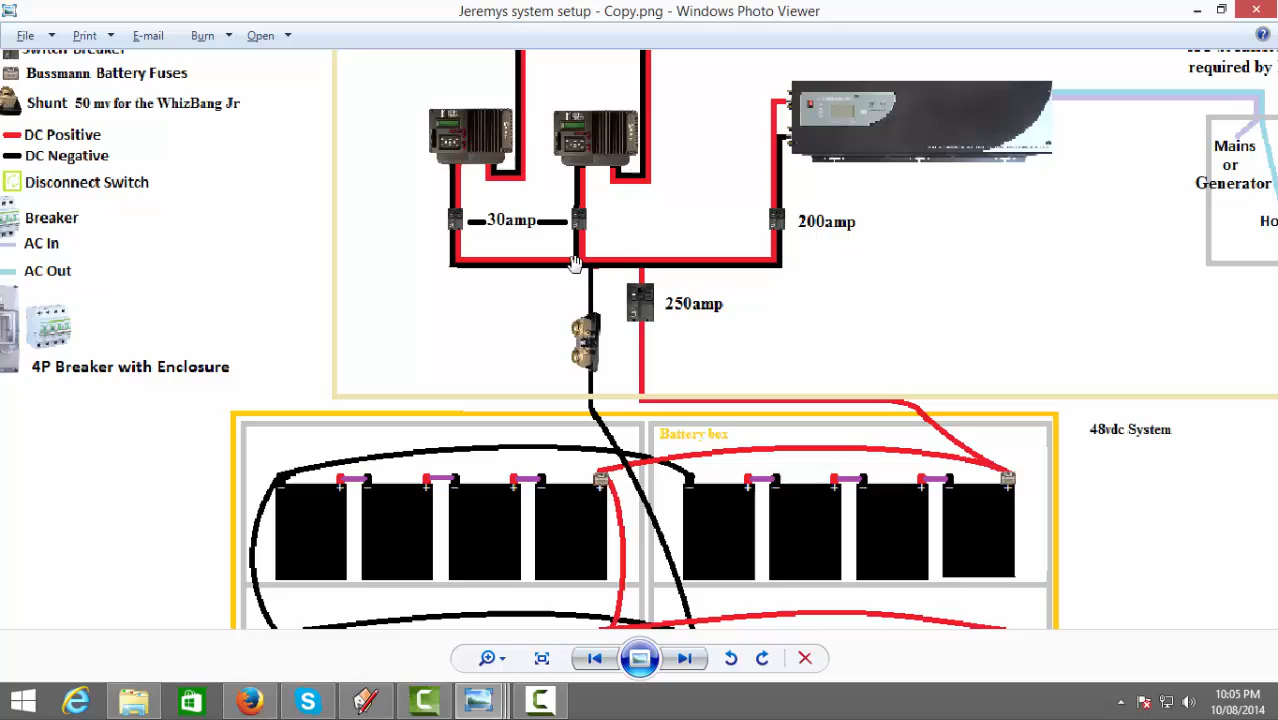 Jeremys system setup - Copy.png - Windows Photo Viewer
File Print E-mail Burn Open
Switch Breaker
Bussmann Battery Fuses
Shunt 50 mv for the WhizBang Jr
DC Positive
DC Negative
Disconnect Switch
Breaker
AC In
AC Out
4P Breaker with Enclosure
30amp
200amp
250amp
required by
Mains
or
Generator
Ho
48vdc System
Battery box
10:05 PM
10/08/2014